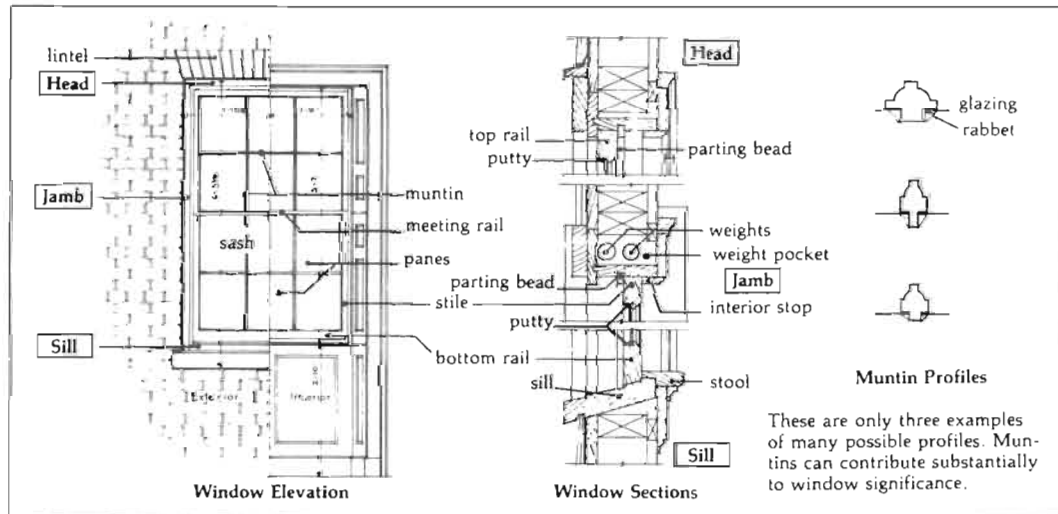 lintel
Head
Jamb
Sill
muntin
meeting rail
sash
panes
stile
bottom rail
Exterior
Interior
Window Elevation
Head
top rail
putty
parting bead
weights
weight pocket
parting bead
Jamb
interior stop
putty
sill
stool
Sill
Window Sections
glazing
rabbet
Muntin Profiles
These are only three examples
of many possible profiles. Mun-
tins can contribute substantially
to window significance.